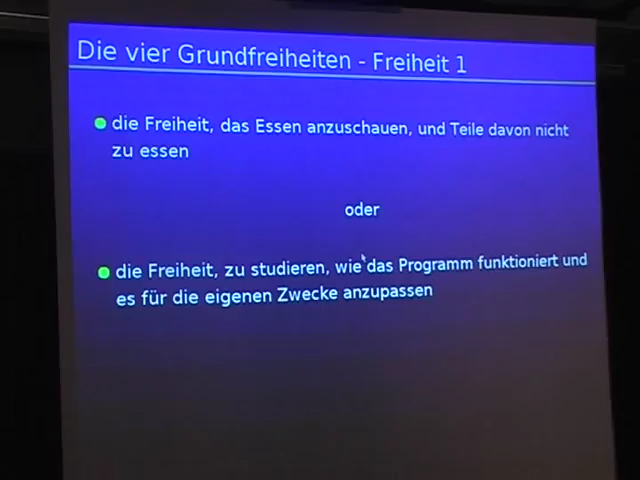 Die vier Grundfreiheiten - Freiheit 1
die Freiheit, das Essen anzuschauen, und Teile davon nicht
zu essen
oder
die Freiheit, zu studieren, wie das Programm funktioniert und
es für die eigenen Zwecke anzupassen